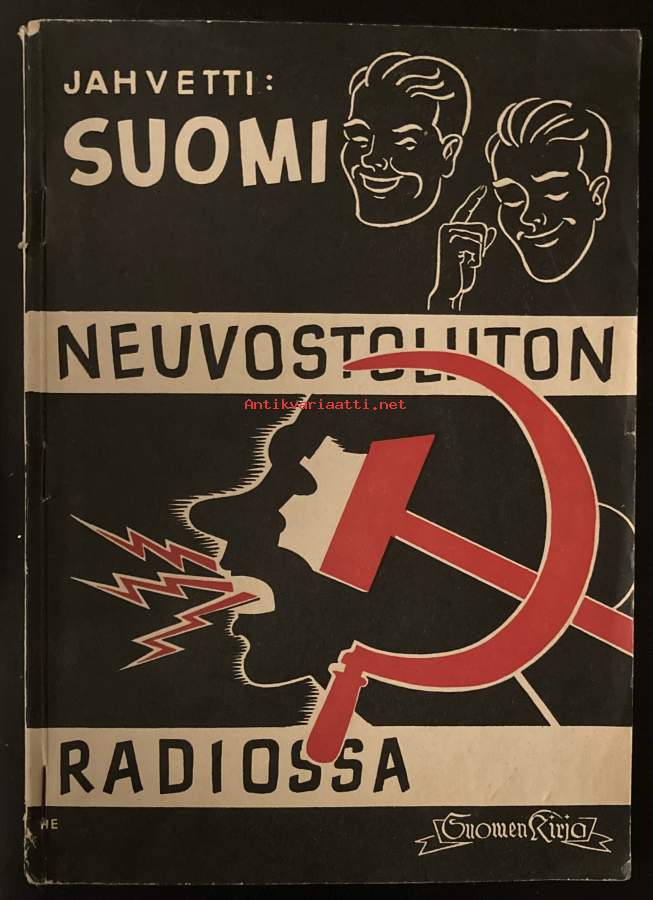 JAHVETTI:
SUOMI
NEUVOSTOLIITON
Antikvariaatti.net
RADIOSSA
HE
Suomen Kirja